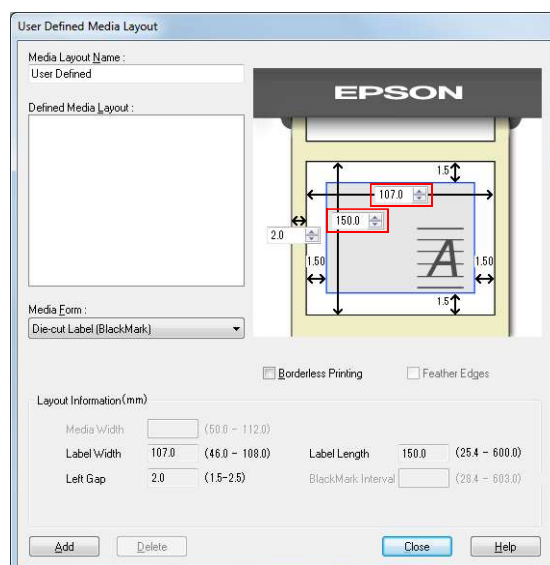 User Defined Media Layout
Media Layout Name :
User Defined
Defined Media Layout :
EPSON
1.5
107.0
150.0
2.0
1.50
A
1.50
1.5
Media Form :
Die-cut Label (BlackMark)
Borderless Printing
Feather Edges
Layout Information(mm)
Media Width (50.0 - 112.0)
Label Width 107.0 (46.0 - 108.0) Label Length 150.0 (25.4 - 600.0)
Left Gap 2.0 (1.5-2.5) BlackMark Interval (28.4 - 603.0)
Add Delete Close Help